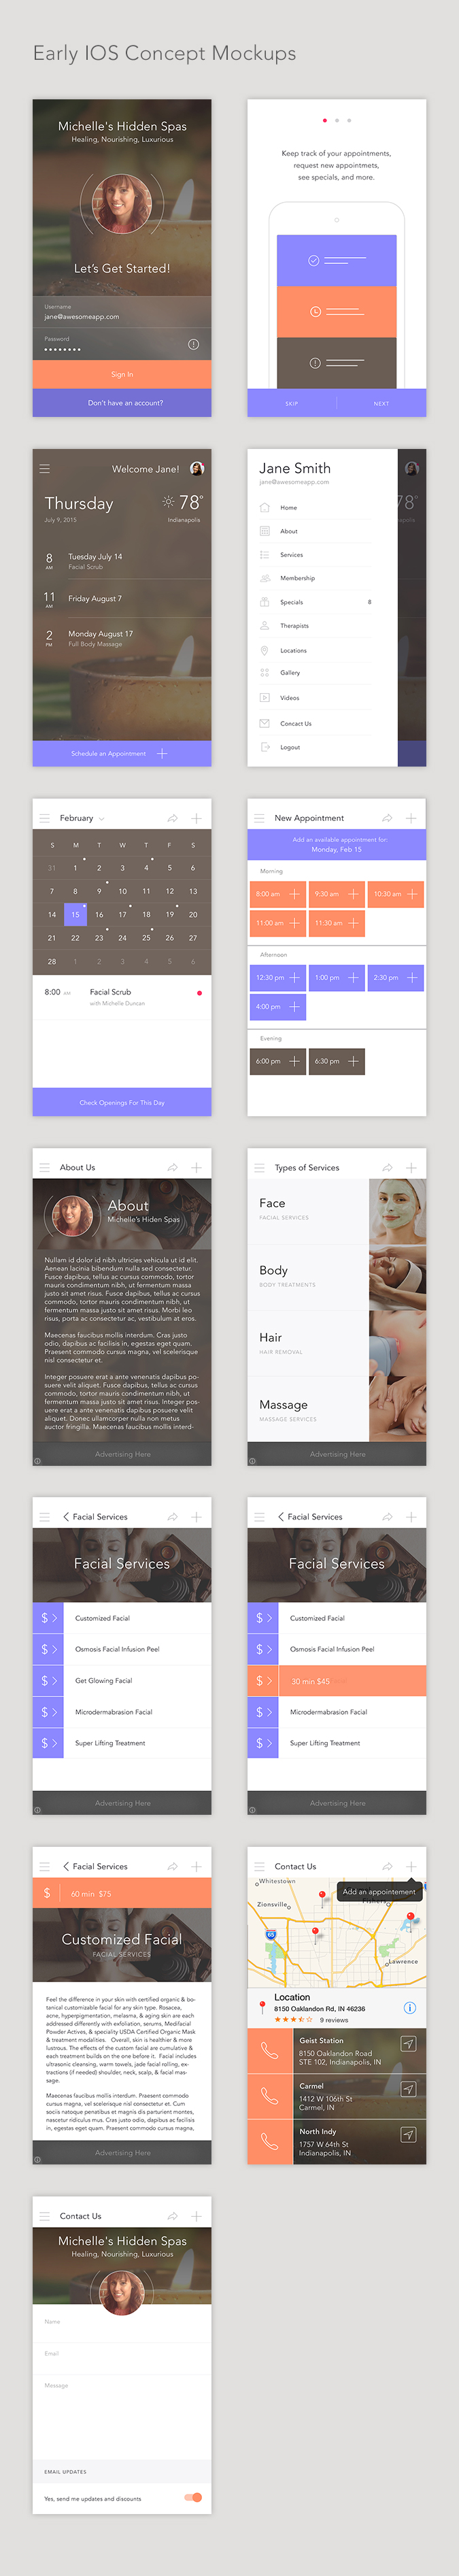 Early IOS Concept Mockups
Michelle's Hidden Spas
Healing, Nourishing, Luxurious
Let's Get Started!
Username
jane@awesomeapp.com
Password
Sign In
Don't have an account?
Keep track of your appointments,
request new appointmets,
see specials, and more.
SKIP
NEXT
Welcome Jane!
Thursday
78°
July 9, 2015
Indianapolis
8
AM
Tuesday July 14
Facial Scrub
11
AM
Friday August 7
2
PM
Monday August 17
Full Body Massage
Schedule an Appointment
Jane Smith
jane@awesomeapp.com
Home
About
Services
Membership
Specials 8
Therapists
Locations
Gallery
Videos
Concact Us
Logout
78°
apolis
February
S M T W T F S
31 1 2 3 4 5 6
7 8 9 10 11 12 13
14 15 16 17 18 19 20
21 22 23 24 25 26 27
28 1 2 3 4 5 6
8:00 AM
Facial Scrub
with Michelle Duncan
Check Openings For This Day
New Appointment
Add an available appointment for:
Monday, Feb 15
Morning
8:00 am 9:30 am 10:30 am
11:00 am 11:30 am
Afternoon
12:30 pm 1:00 pm 2:30 pm
4:00 pm
Evening
6:00 pm 6:30 pm
About Us
About
Michelle's Hiden Spas
Nullam id dolor id nibh ultricies vehicula ut id elit.
Aenean lacinia bibendum nulla sed consectetur.
Fusce dapibus, tellus ac cursus commodo, tortor
mauris condimentum nibh, ut fermentum massa
justo sit amet risus. Fusce dapibus, tellus ac cursus
commodo, tortor mauris condimentum nibh, ut
fermentum massa justo sit amet risus. Morbi leo
risus, porta ac consectetur ac, vestibulum at eros.
Maecenas faucibus mollis interdum. Cras justo
odio, dapibus ac facilisis in, egestas eget quam.
Praesent commodo cursus magna, vel scelerisque
nisl consectetur et.
Integer posuere erat a ante venenatis dapibus po-
suere velit aliquet. Fusce dapibus, tellus ac cursus
commodo, tortor mauris condimentum nibh, ut
fermentum massa justo sit amet risus. Integer pos-
uere erat a ante venenatis dapibus posuere velit
aliquet. Donec ullamcorper nulla non metus
auctor fringilla. Maecenas faucibus mollis interd-
Advertising Here
Types of Services
Face
FACIAL SERVICES
Body
BODY TREATMENTS
Hair
HAIR REMOVAL
Massage
MASSAGE SERVICES
Advertising Here
Facial Services
Facial Services
$ Customized Facial
$ Osmosis Facial Infusion Peel
$ Get Glowing Facial
$ Microdermabrasion Facial
$ Super Lifting Treatment
Advertising Here
Facial Services
Facial Services
$ Customized Facial
$ Osmosis Facial Infusion Peel
$ 30 min $45
$ Microdermabrasion Facial
$ Super Lifting Treatment
Advertising Here
Facial Services
$ 60 min $75
Customized Facial
FACIAL SERVICES
Feel the difference in your skin with certified organic & bo-
tanical customizable facial for any skin type. Rosacea,
acne, hyperpigmentation, melasma, & aging skin are each
addressed differently with exfoliation, enzymes, Medifacial
Powder Actives, & specialty USDA Certified Organic Mask
& treatment modalities. Overall, skin is healthier & more
lustrous. The effects of the custom facial are cumulative &
each treatment builds on the one before it. Facial includes
ultrasonic cleansing, warm towels, jade facial rolling, ex-
tractions (if needed) shoulder, neck, scalp, & facial mas-
sage.
Maecenas faucibus mollis interdum. Praesent commodo
cursus magna, vel scelerisque nisl consectetur et. Cum
sociis natoque penatibus et magnis dis parturient montes,
nascetur ridiculus mus. Cras justo odio, dapibus ac facilisis
in, egestas eget quam. Praesent commodo cursus magna,
Advertising Here
Contact Us
Add an appointement
Whitestown
Zionsville
Fishers
65
Lawrence
Location
8150 Oaklandon Rd, IN 46236
9 reviews
Geist Station
8150 Oaklandon Road
STE 102, Indianapolis, IN
Carmel
1412 W 106th St
Carmel, IN
North Indy
1757 W 64th St
Indianapolis, IN
Contact Us
Michelle's Hidden Spas
Healing, Nourishing, Luxurious
Name
Email
Message
EMAIL UPDATES
Yes, send me updates and discounts